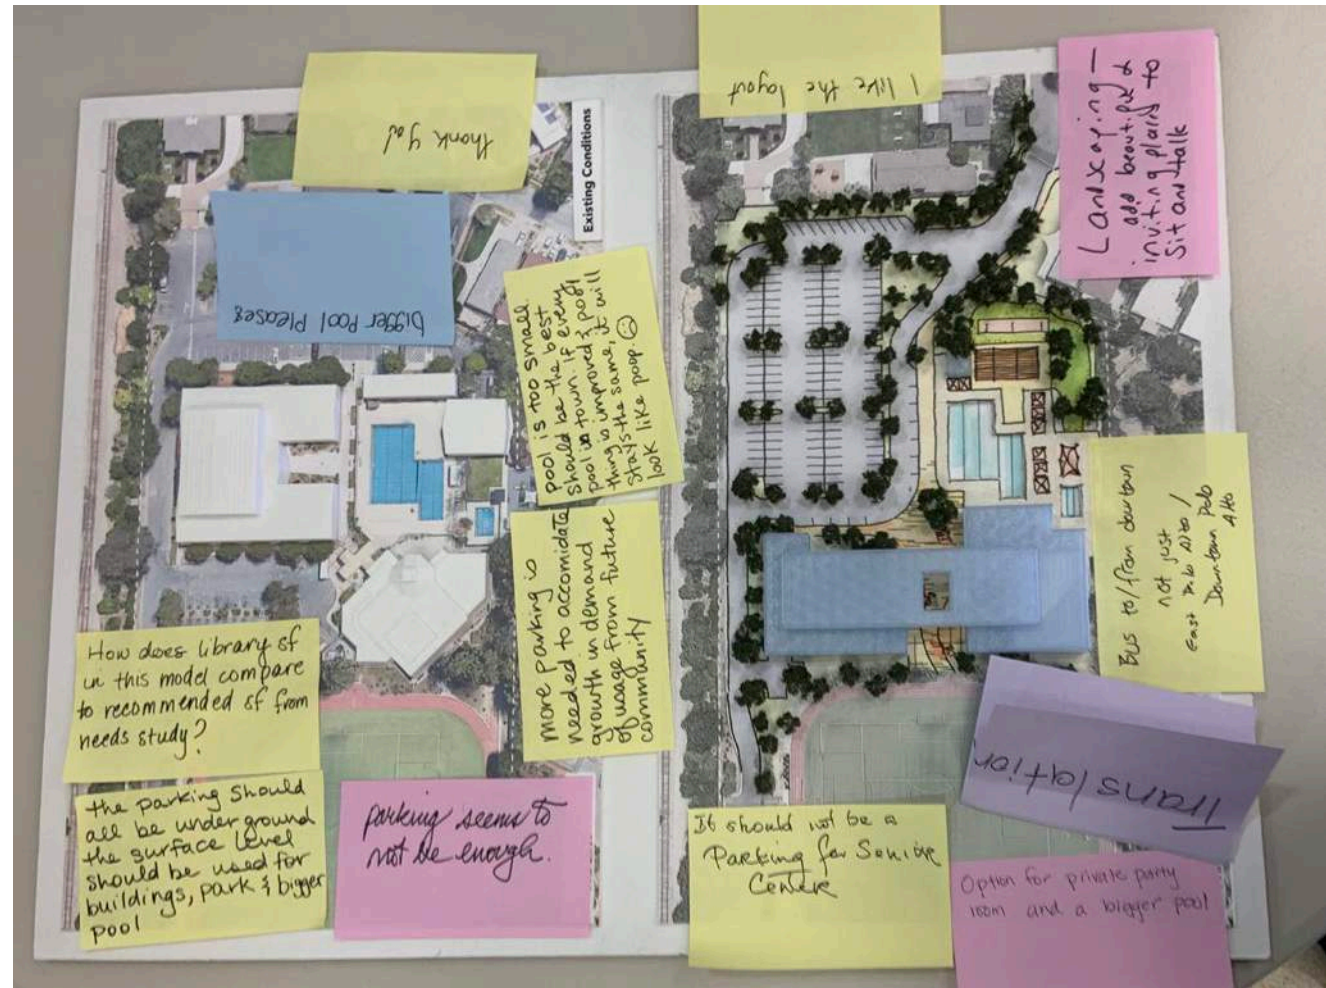 thank you
I like the layout
Landscaping —
add beautiful &
inviting plants to
sit and talk
Existing Conditions
bigger Pool Please
pool is too small.
should be the best
pool in town. If every
thing is improved & pool
stays the same, it will
look like poop. ☹
more parking is
needed to accomidate
growth in demand
of usage from future
community
Bus to/from downtown
not just
East Palo Alto /
Downtown Palo
Alto
How does library sf
in this model compare
to recommended sf from
needs study?
the parking should
all be underground
the surface level
should be used for
buildings, park & bigger
pool
parking seems to
not be enough.
It should not be a
Parking for Senior
Center
Translation
Option for private party
room and a bigger pool